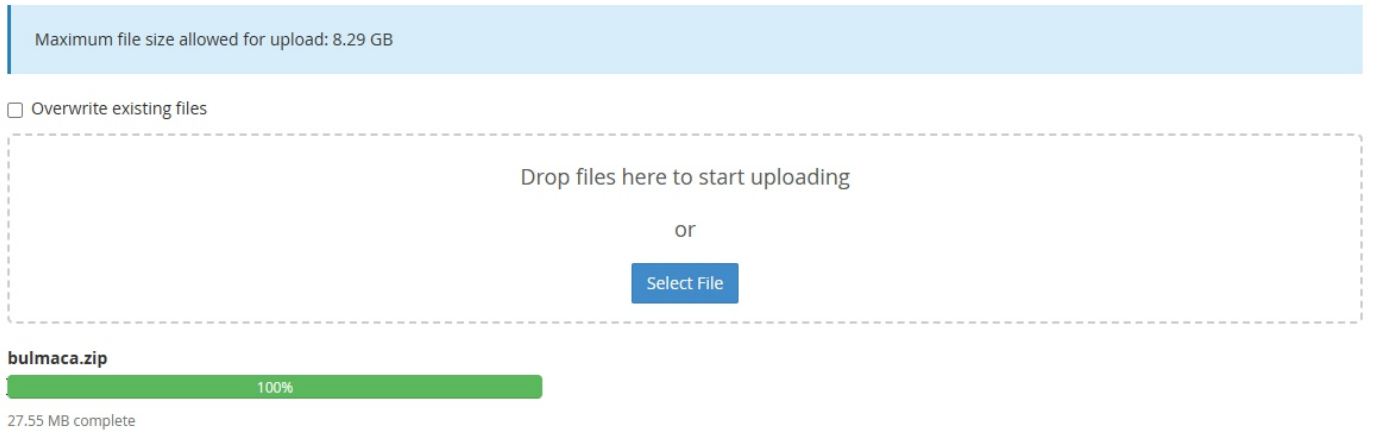 Maximum file size allowed for upload: 8.29 GB
Overwrite existing files
Drop files here to start uploading
or
Select File
bulmaca.zip
100%
27.55 MB complete